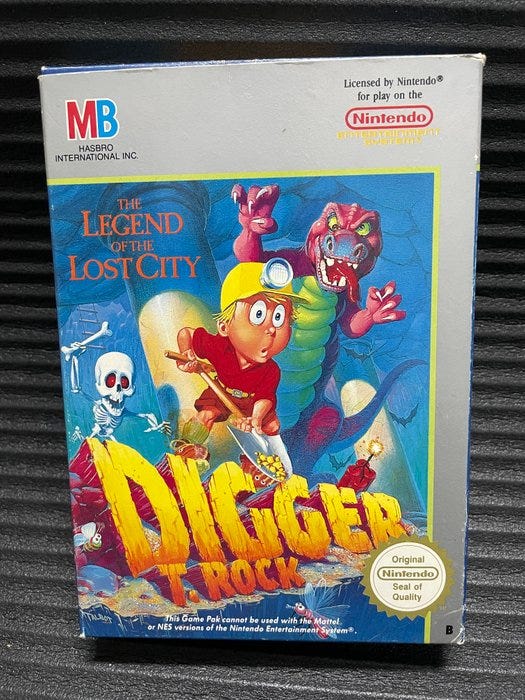 MB
HASBRO
INTERNATIONAL INC.
Licensed by Nintendo®
for play on the
Nintendo
ENTERTAINMENT
SYSTEM
THE
LEGEND
OF THE
LOST CITY
DIGGER
T. ROCK
TALBOT
Original
Nintendo
Seal of
Quality
This Game Pak cannot be used with the Mattel
or NES versions of the Nintendo Entertainment System®.
B